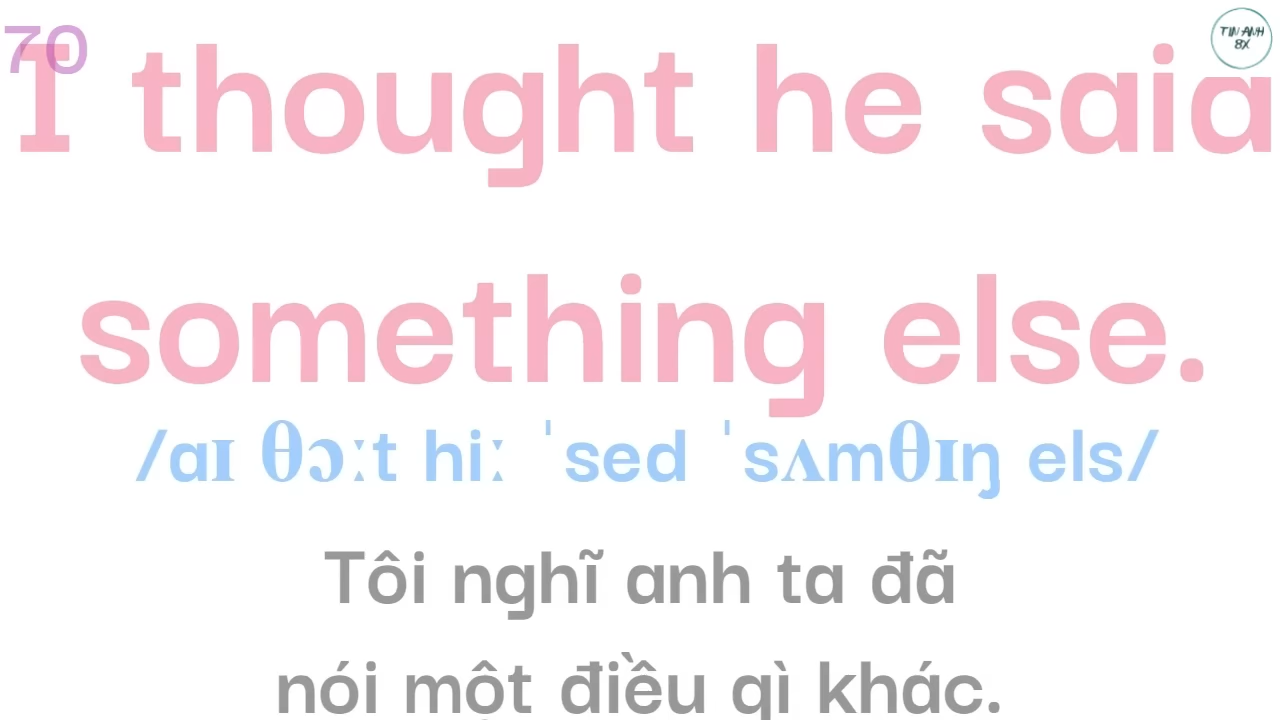 70
TIN ANH
8X
I thought he said
something else.
/aɪ θɔːt hiː ˈsed ˈsʌmθɪŋ els/
Tôi nghĩ anh ta đã
nói một điều gì khác.